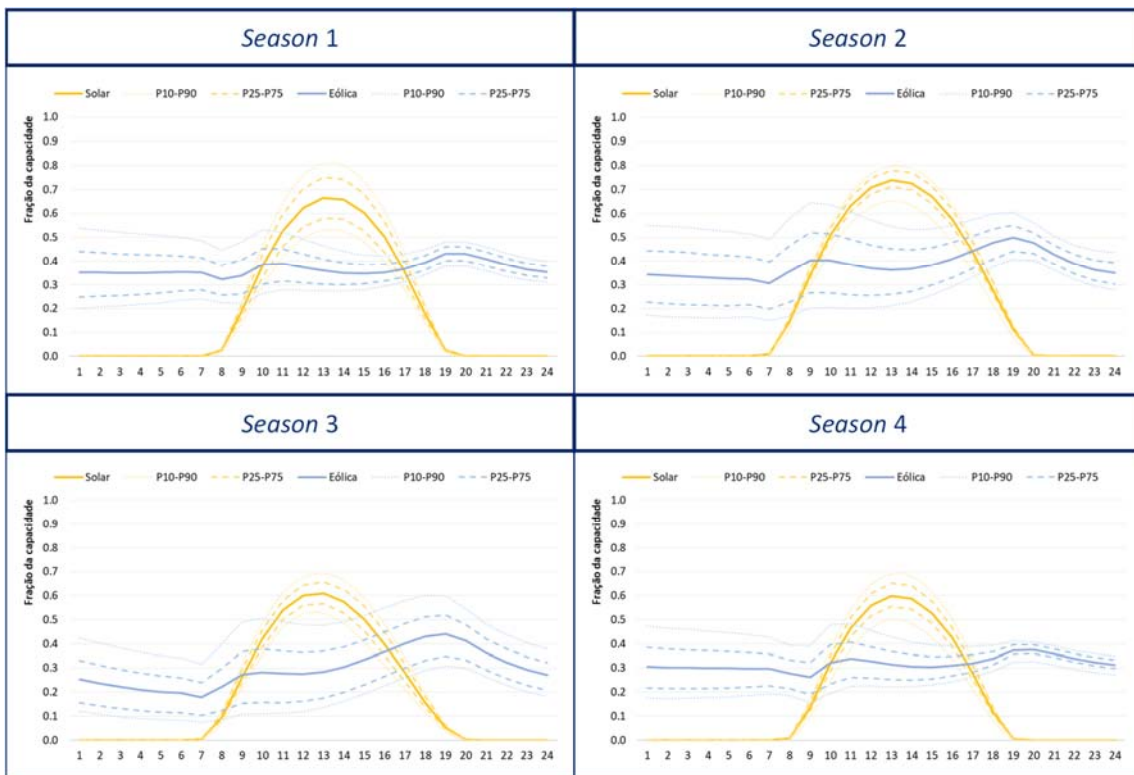 Season 1
Season 2
Solar P10-P90 P25-P75 Eólica P10-P90 P25-P75
Fração da capacidade
1.0
0.9
0.8
0.7
0.6
0.5
0.4
0.3
0.2
0.1
0.0
1 2 3 4 5 6 7 8 9 10 11 12 13 14 15 16 17 18 19 20 21 22 23 24
Solar P10-P90 P25-P75 Eólica P10-P90 P25-P75
Fração da capacidade
1.0
0.9
0.8
0.7
0.6
0.5
0.4
0.3
0.2
0.1
0.0
1 2 3 4 5 6 7 8 9 10 11 12 13 14 15 16 17 18 19 20 21 22 23 24
Season 3
Season 4
Solar P10-P90 P25-P75 Eólica P10-P90 P25-P75
Fração da capacidade
1.0
0.9
0.8
0.7
0.6
0.5
0.4
0.3
0.2
0.1
0.0
1 2 3 4 5 6 7 8 9 10 11 12 13 14 15 16 17 18 19 20 21 22 23 24
Solar P10-P90 P25-P75 Eólica P10-P90 P25-P75
Fração da capacidade
1.0
0.9
0.8
0.7
0.6
0.5
0.4
0.3
0.2
0.1
0.0
1 2 3 4 5 6 7 8 9 10 11 12 13 14 15 16 17 18 19 20 21 22 23 24